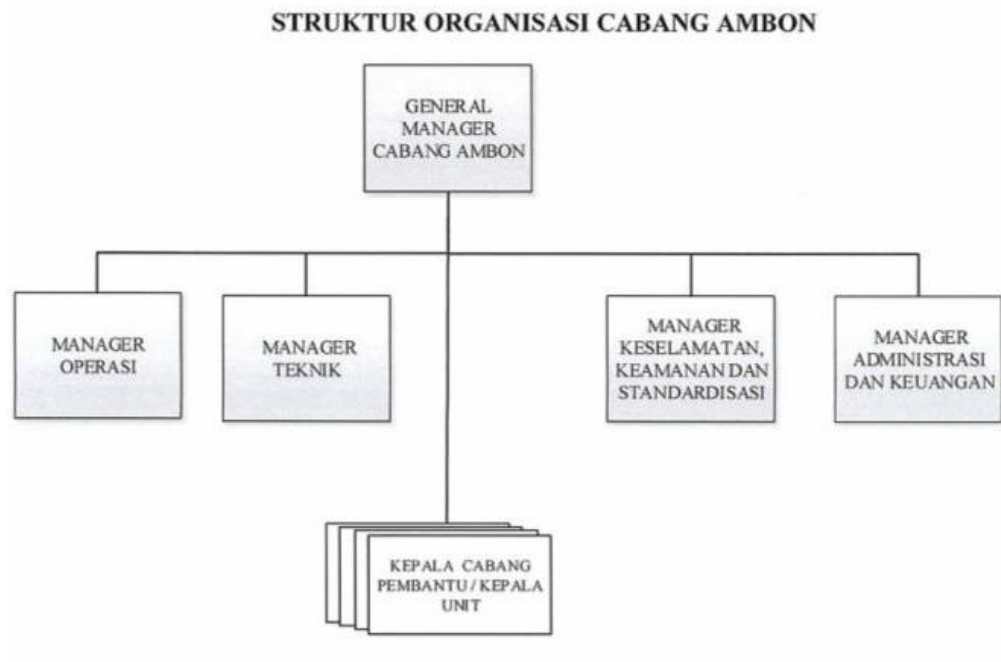 STRUKTUR ORGANISASI CABANG AMBON
GENERAL
MANAGER
CABANG AMBON
MANAGER
OPERASI
MANAGER
TEKNIK
MANAGER
KESELAMATAN,
KEAMANAN DAN
STANDARDISASI
MANAGER
ADMINISTRASI
DAN KEUANGAN
KEPALA CABANG
PEMBANTU / KEPALA
UNIT